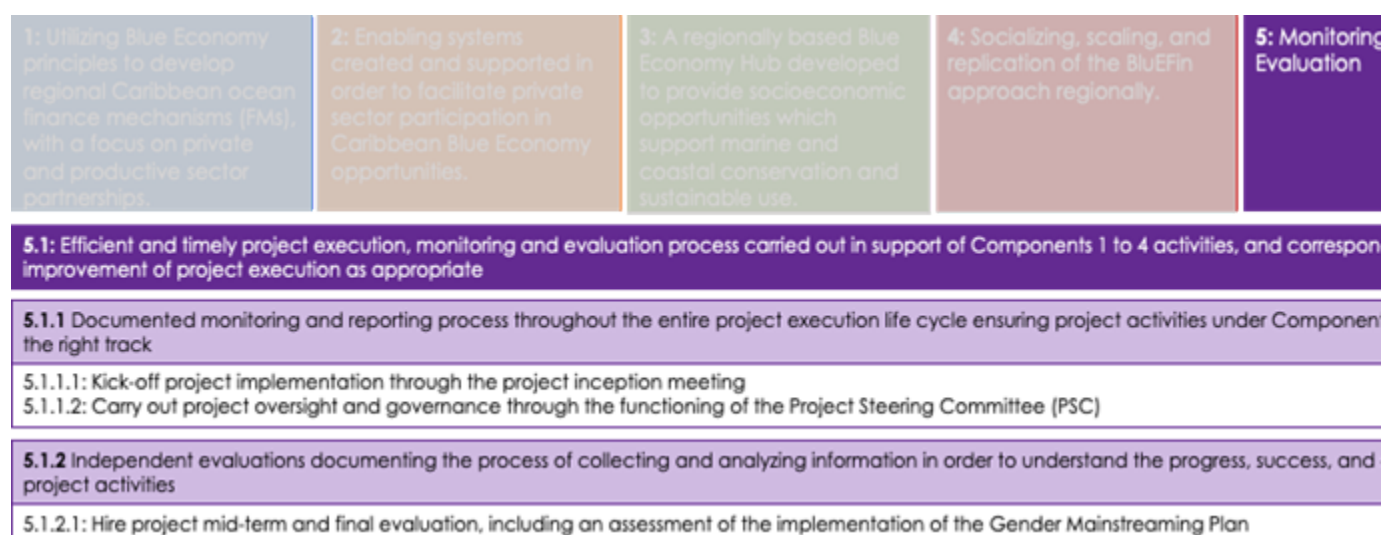 1: Utilizing Blue Economy
principles to develop
regional Caribbean ocean
finance mechanisms (FMs),
with a focus on private
and productive sector
partnerships.
2: Enabling systems
created and supported in
order to facilitate private
sector participation in
Caribbean Blue Economy
opportunities.
3: A regionally based Blue
Economy Hub developed
to provide socioeconomic
opportunities which
support marine and
coastal conservation and
sustainable use.
4: Socializing, scaling, and
replication of the BluEFin
approach regionally.
5: Monitoring
Evaluation
5.1: Efficient and timely project execution, monitoring and evaluation process carried out in support of Components 1 to 4 activities, and correspon
improvement of project execution as appropriate
5.1.1 Documented monitoring and reporting process throughout the entire project execution life cycle ensuring project activities under Component
the right track
5.1.1.1: Kick-off project implementation through the project inception meeting
5.1.1.2: Carry out project oversight and governance through the functioning of the Project Steering Committee (PSC)
5.1.2 Independent evaluations documenting the process of collecting and analyzing information in order to understand the progress, success, and
project activities
5.1.2.1: Hire project mid-term and final evaluation, including an assessment of the implementation of the Gender Mainstreaming Plan